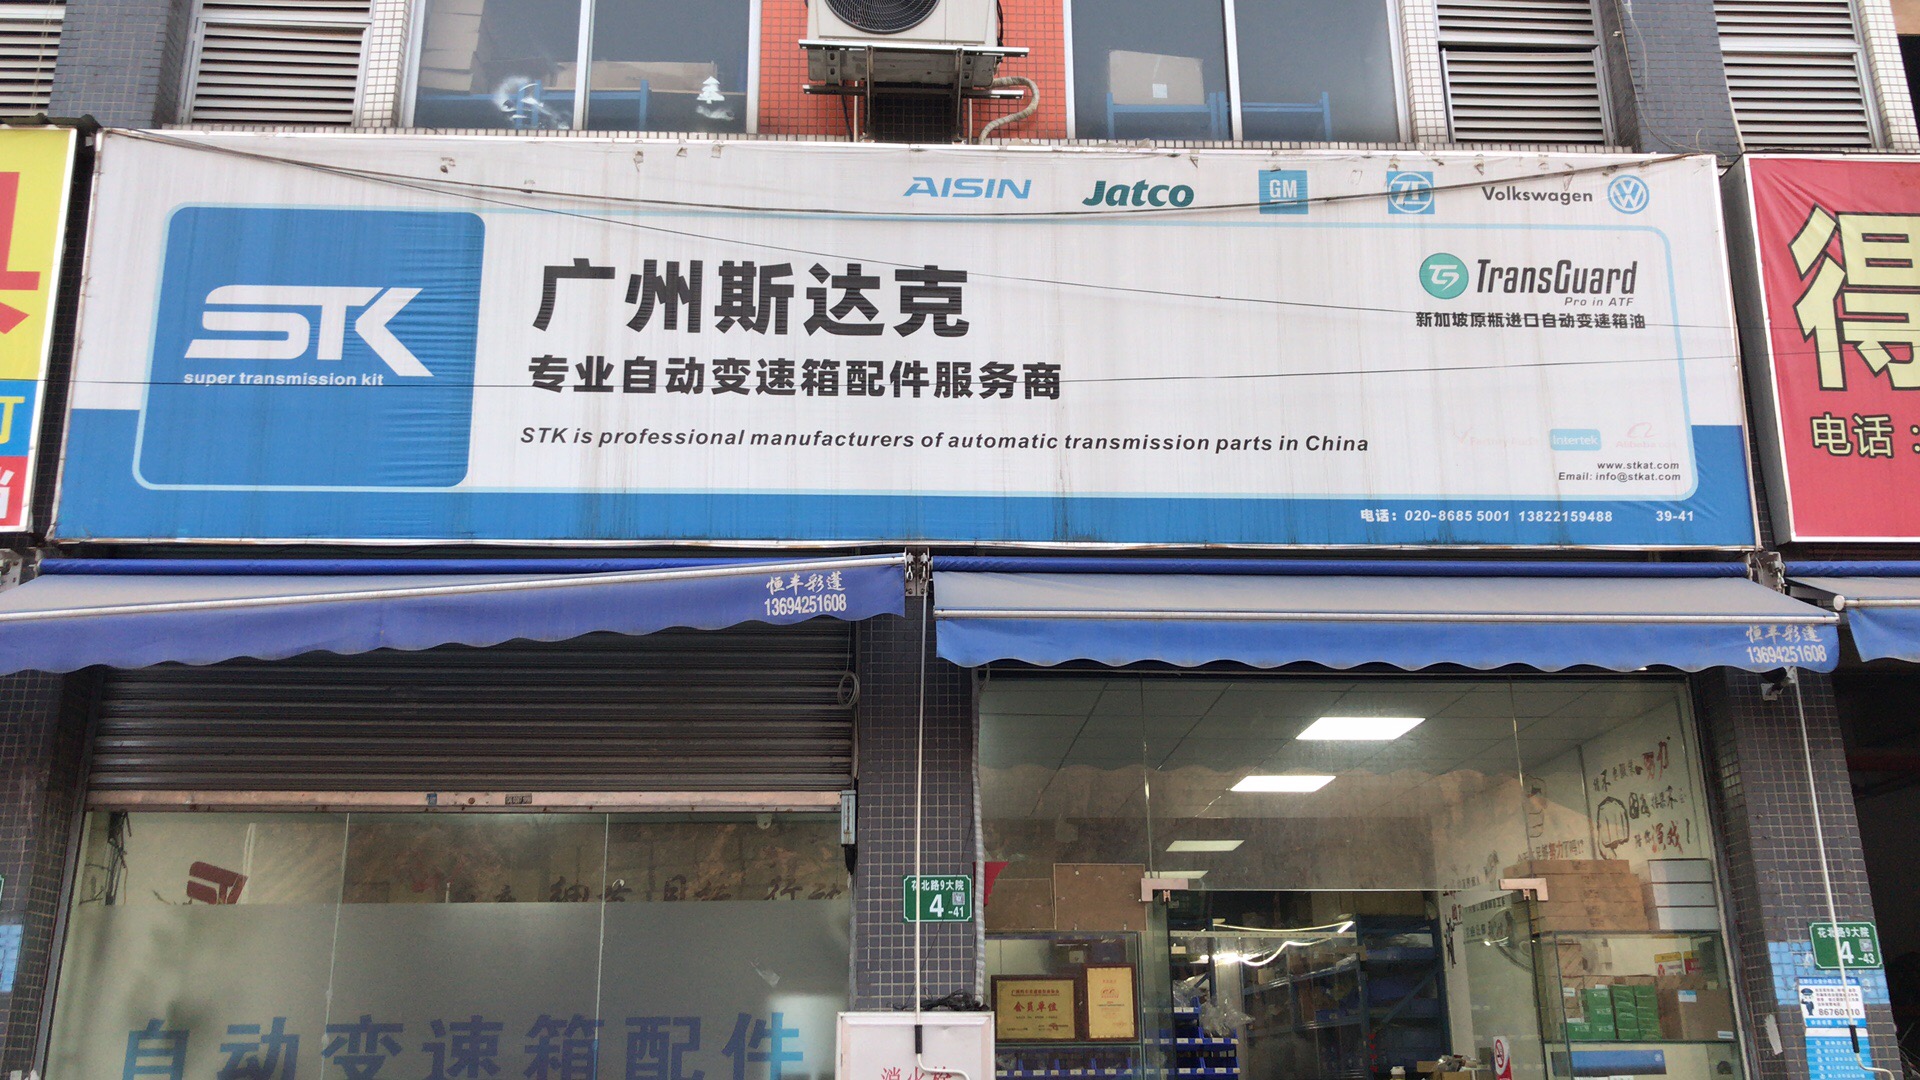 AISIN Jatco GM ZF Volkswagen
STK
super transmission kit
广州斯达克
专业自动变速箱配件服务商
STK is professional manufacturers of automatic transmission parts in China
TransGuard
Pro in ATF
新加坡原瓶进口自动变速箱油
Intertek
www.stkat.com
Email: info@stkat.com
电话：020-8685 5001 13822159488 39-41
得
电话：
恒丰彩蓬
13694251608
恒丰彩蓬
13694251608
花北路9大院
4-41
花北路9大院
4-43
会员单位
86760110
自动变速箱配件
消火栓